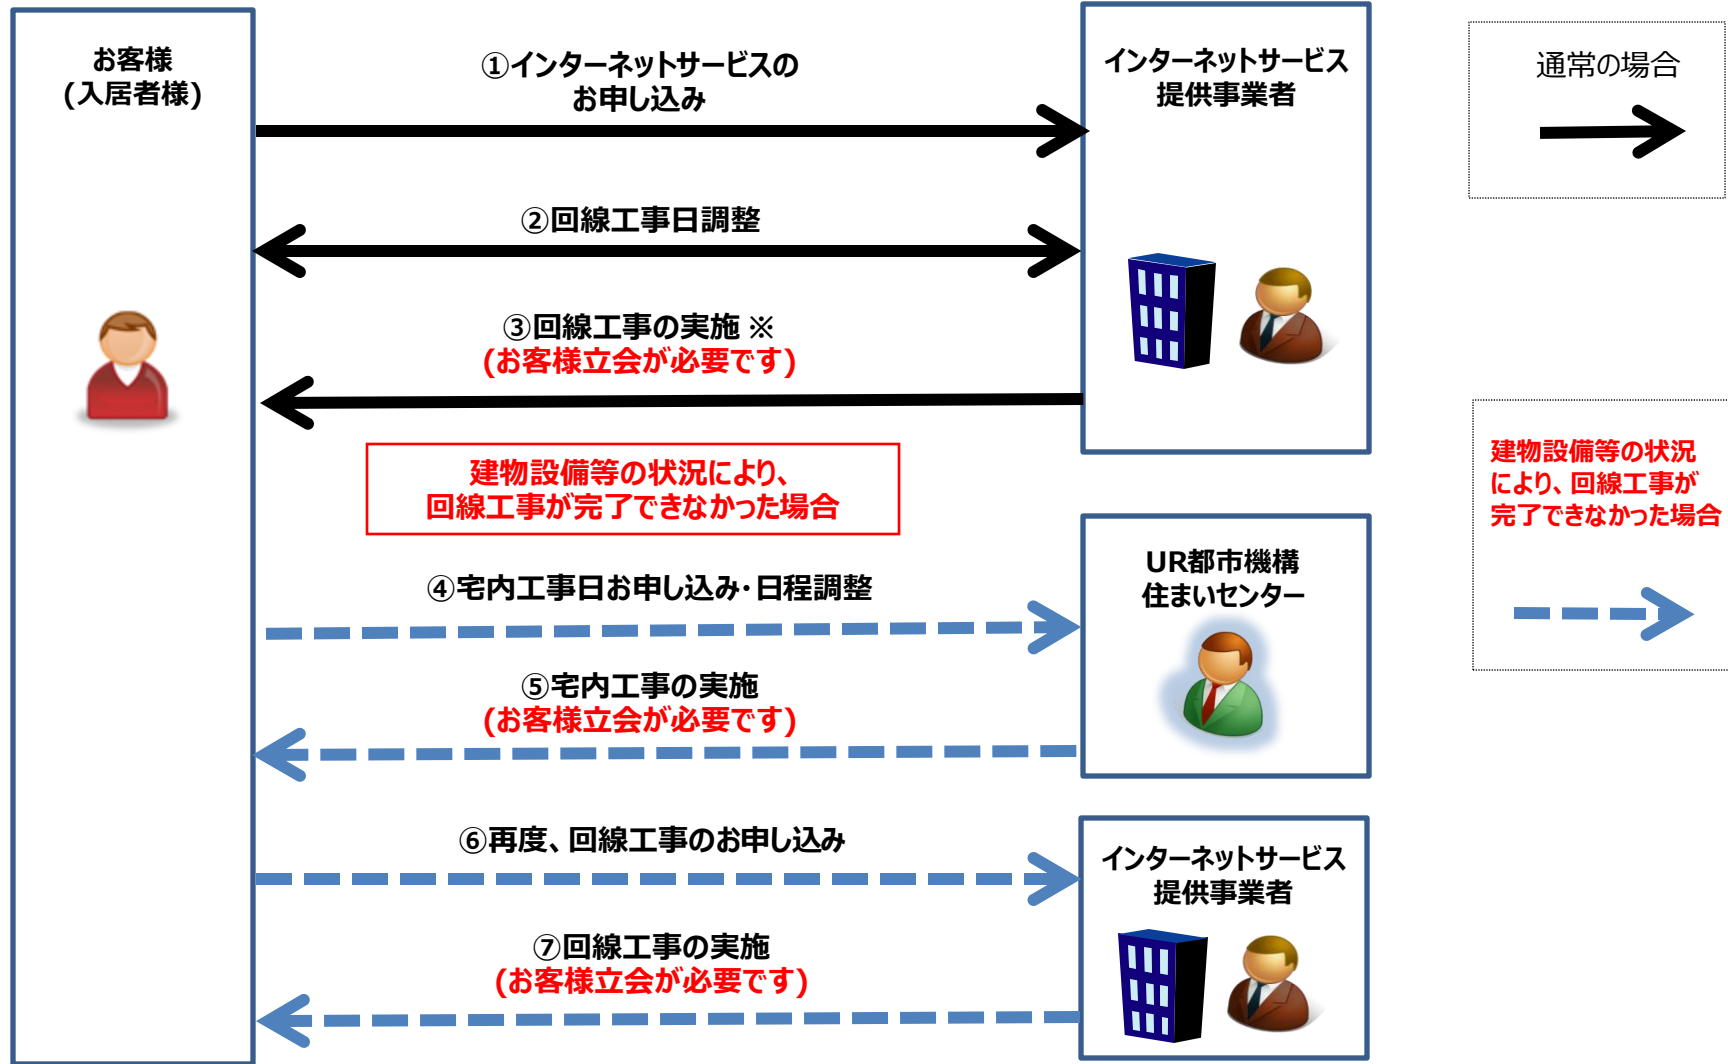 お客様
(入居者様)
①インターネットサービスの
お申し込み
インターネットサービス
提供事業者
通常の場合
②回線工事日調整
③回線工事の実施 ※
(お客様立会が必要です)
建物設備等の状況により、
回線工事が完了できなかった場合
建物設備等の状況
により、回線工事が
完了できなかった場合
④宅内工事日お申し込み・日程調整
UR都市機構
住まいセンター
⑤宅内工事の実施
(お客様立会が必要です)
⑥再度、回線工事のお申し込み
インターネットサービス
提供事業者
⑦回線工事の実施
(お客様立会が必要です)